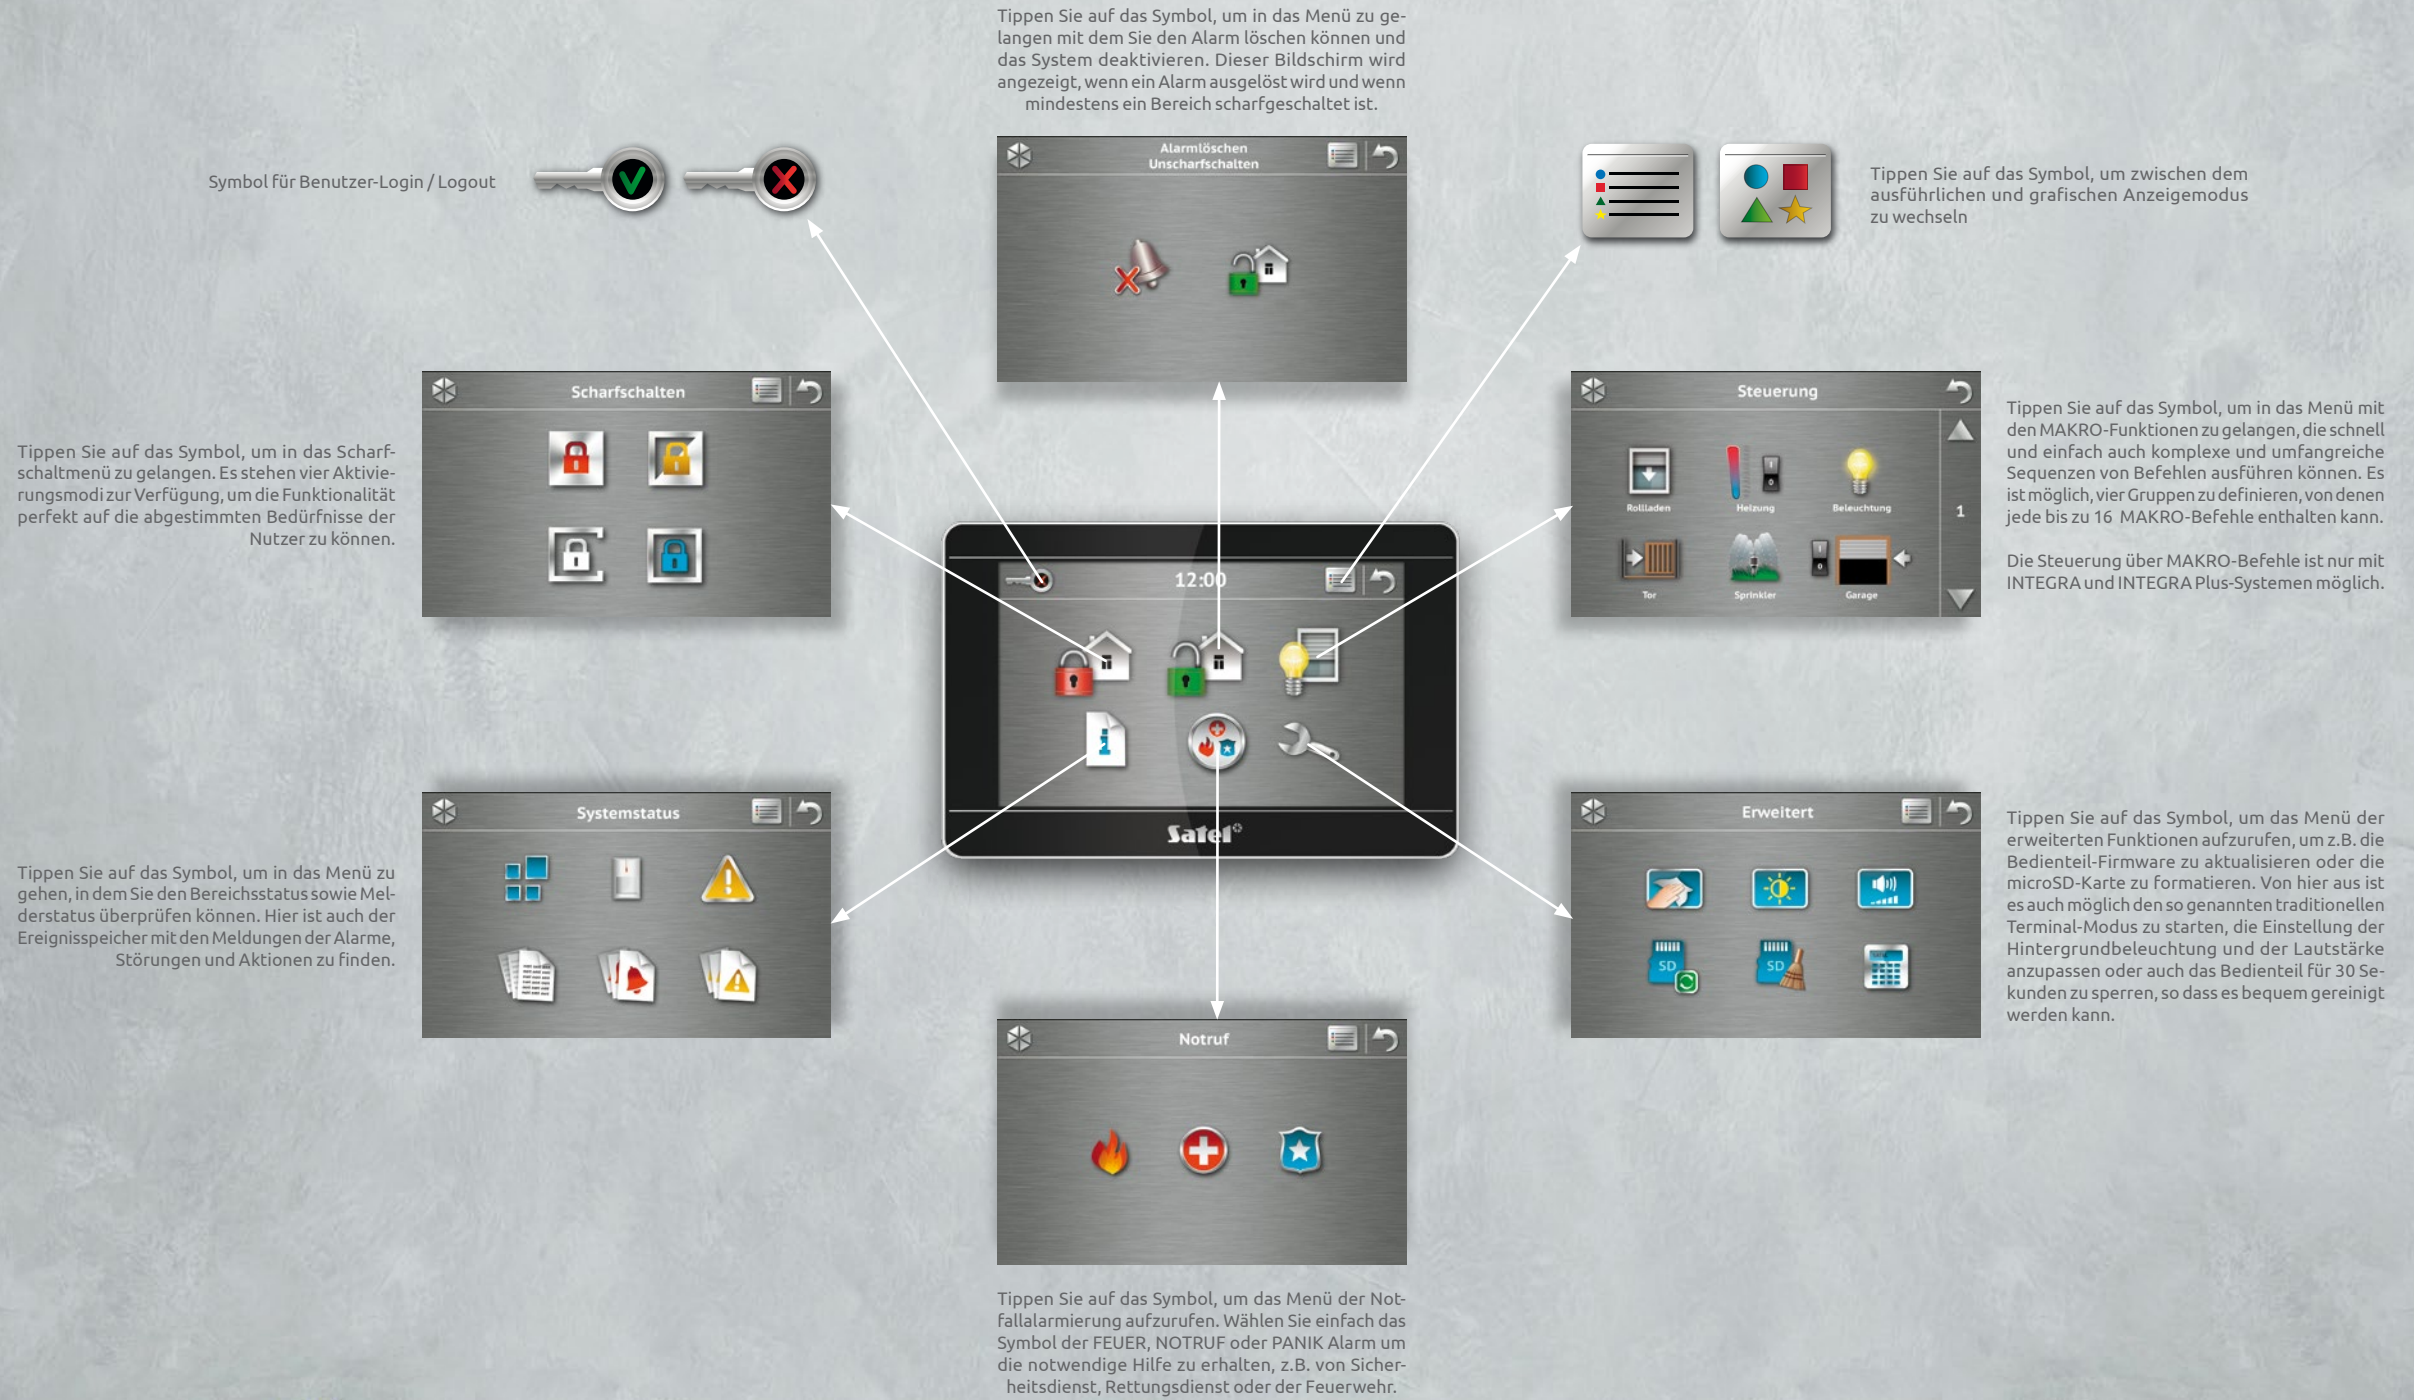 Tippen Sie auf das Symbol, um in das Menü zu ge-
langen mit dem Sie den Alarm löschen können und
das System deaktivieren. Dieser Bildschirm wird
angezeigt, wenn ein Alarm ausgelöst wird und wenn
mindestens ein Bereich scharfgeschaltet ist.
Symbol für Benutzer-Login / Logout
Alarmlöschen
Unscharfschalten
Tippen Sie auf das Symbol, um zwischen dem
ausführlichen und grafischen Anzeigemodus
zu wechseln
Tippen Sie auf das Symbol, um in das Scharf-
schaltmenü zu gelangen. Es stehen vier Aktivie-
rungsmodi zur Verfügung, um die Funktionalität
perfekt auf die abgestimmten Bedürfnisse der
Nutzer zu können.
Scharfschalten
Steuerung
Rollladen
Heizung
Beleuchtung
1
Tor
Sprinkler
Garage
Tippen Sie auf das Symbol, um in das Menü mit
den MAKRO-Funktionen zu gelangen, die schnell
und einfach auch komplexe und umfangreiche
Sequenzen von Befehlen ausführen können. Es
ist möglich, vier Gruppen zu definieren, von denen
jede bis zu 16 MAKRO-Befehle enthalten kann.
Die Steuerung über MAKRO-Befehle ist nur mit
INTEGRA und INTEGRA Plus-Systemen möglich.
12:00
Satel
Tippen Sie auf das Symbol, um in das Menü zu
gehen, in dem Sie den Bereichsstatus sowie Mel-
derstatus überprüfen können. Hier ist auch der
Ereignisspeicher mit den Meldungen der Alarme,
Störungen und Aktionen zu finden.
Systemstatus
Erweitert
SD
SD
Tippen Sie auf das Symbol, um das Menü der
erweiterten Funktionen aufzurufen, um z.B. die
Bedienteil-Firmware zu aktualisieren oder die
microSD-Karte zu formatieren. Von hier aus ist
es auch möglich den so genannten traditionellen
Terminal-Modus zu starten, die Einstellung der
Hintergrundbeleuchtung und der Lautstärke
anzupassen oder auch das Bedienteil für 30 Se-
kunden zu sperren, so dass es bequem gereinigt
werden kann.
Notruf
Tippen Sie auf das Symbol, um das Menü der Not-
fallalarmierung aufzurufen. Wählen Sie einfach das
Symbol der FEUER, NOTRUF oder PANIK Alarm um
die notwendige Hilfe zu erhalten, z.B. von Sicher-
heitsdienst, Rettungsdienst oder der Feuerwehr.